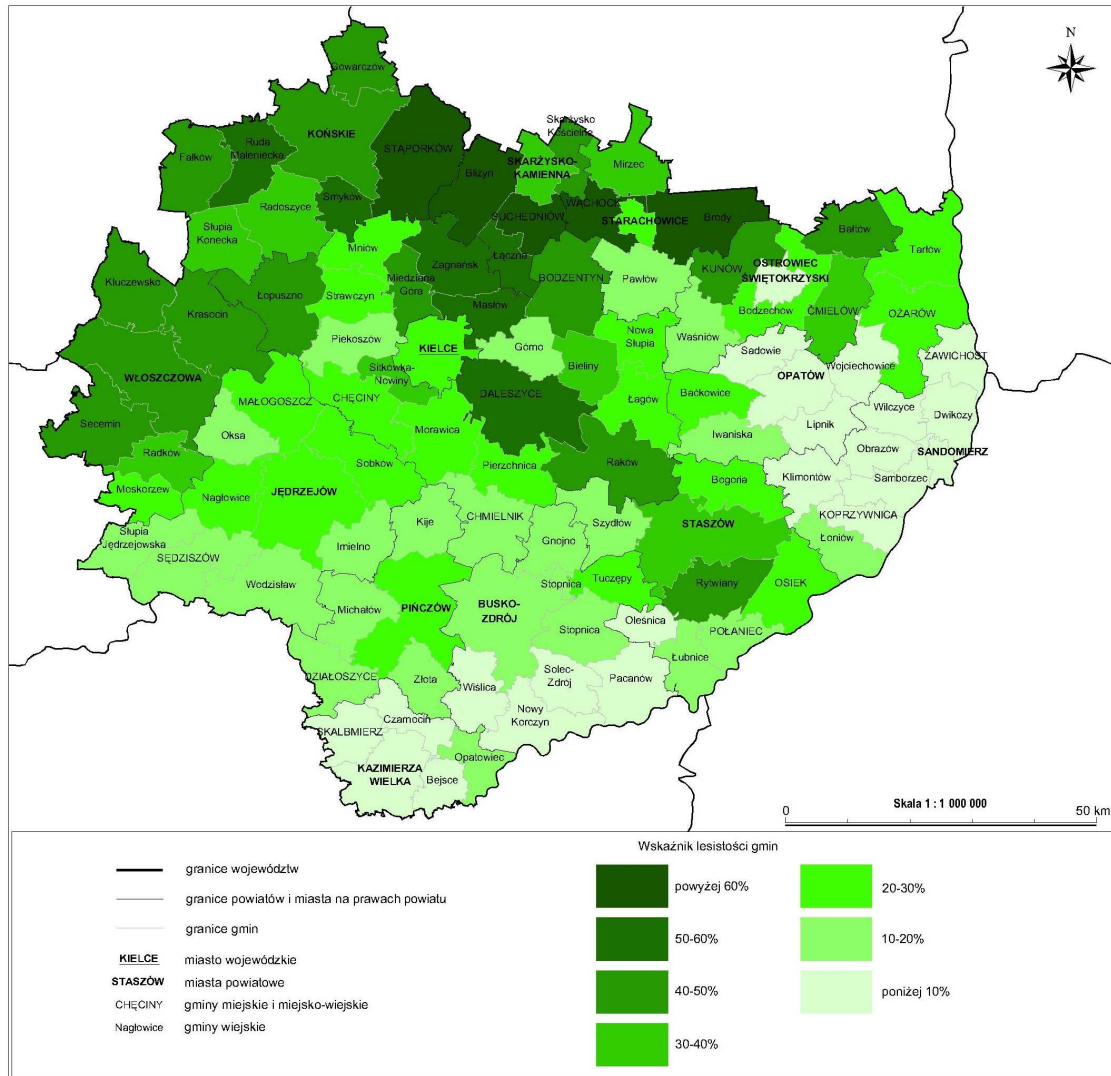 N
Gowarczów
KOŃSKIE
Ruda
Maleniecka
Fałków
STĄPORKÓW
Skarżysko
Kościelne
SKARŻYSKO-
KAMIENNA
Mirzec
Bliżyn
Radoszyce
Smyków
SUCHEDNIÓW
WĄCHOCK
STARACHOWICE
Brody
Słupia
Konecka
Bałtów
Tarłów
Mniów
Łączna
Zagnańsk
BODZENTYN
Pawłów
KUNÓW
OSTROWIEC
ŚWIĘTOKRZYSKI
Kluczewsko
Łopuszno
Miedziana
Góra
Strawczyn
Masłów
Bodzechów
ĆMIELÓW
OŻARÓW
Krasocin
Nowa
Słupia
Waśniów
Piekoszów
KIELCE
Górno
Sadowie
Wojciechowice
ZAWICHOST
Bieliny
Sitkówka-
Nowiny
WŁOSZCZOWA
OPATÓW
MAŁOGOSZCZ
CHĘCINY
DALESZYCE
Łagów
Baćkowice
Wilczyce
Dwikozy
Secemin
Oksa
Morawica
Lipnik
Iwaniska
Obrazów
SANDOMIERZ
Radków
Sobków
Pierzchnica
Raków
Klimontów
Samborzec
Moskorzew
Nagłowice
JĘDRZEJÓW
Bogoria
KOPRZYWNICA
Kije
CHMIELNIK
Szydłów
STASZÓW
Łoniów
Słupia
Jędrzejowska
SĘDZISZÓW
Imielno
Gnojno
Wodzisław
Stopnica
Tuczępy
Rytwiany
OSIEK
Michałów
PIŃCZÓW
BUSKO-
ZDRÓJ
Stopnica
Oleśnica
POŁANIEC
Łubnice
DZIAŁOSZYCE
Złota
Wiślica
Solec-
Zdrój
Pacanów
Czarnocin
Nowy
Korczyn
SKALBMIERZ
Opatowiec
KAZIMIERZA
WIELKA
Bejsce
Skala 1 : 1 000 000
0
50 km
Wskaźnik lesistości gmin
granice województw
granice powiatów i miasta na prawach powiatu
granice gmin
KIELCE miasto wojewódzkie
STASZÓW miasta powiatowe
CHĘCINY gminy miejskie i miejsko-wiejskie
Nagłowice gminy wiejskie
powyżej 60%
50-60%
40-50%
30-40%
20-30%
10-20%
poniżej 10%